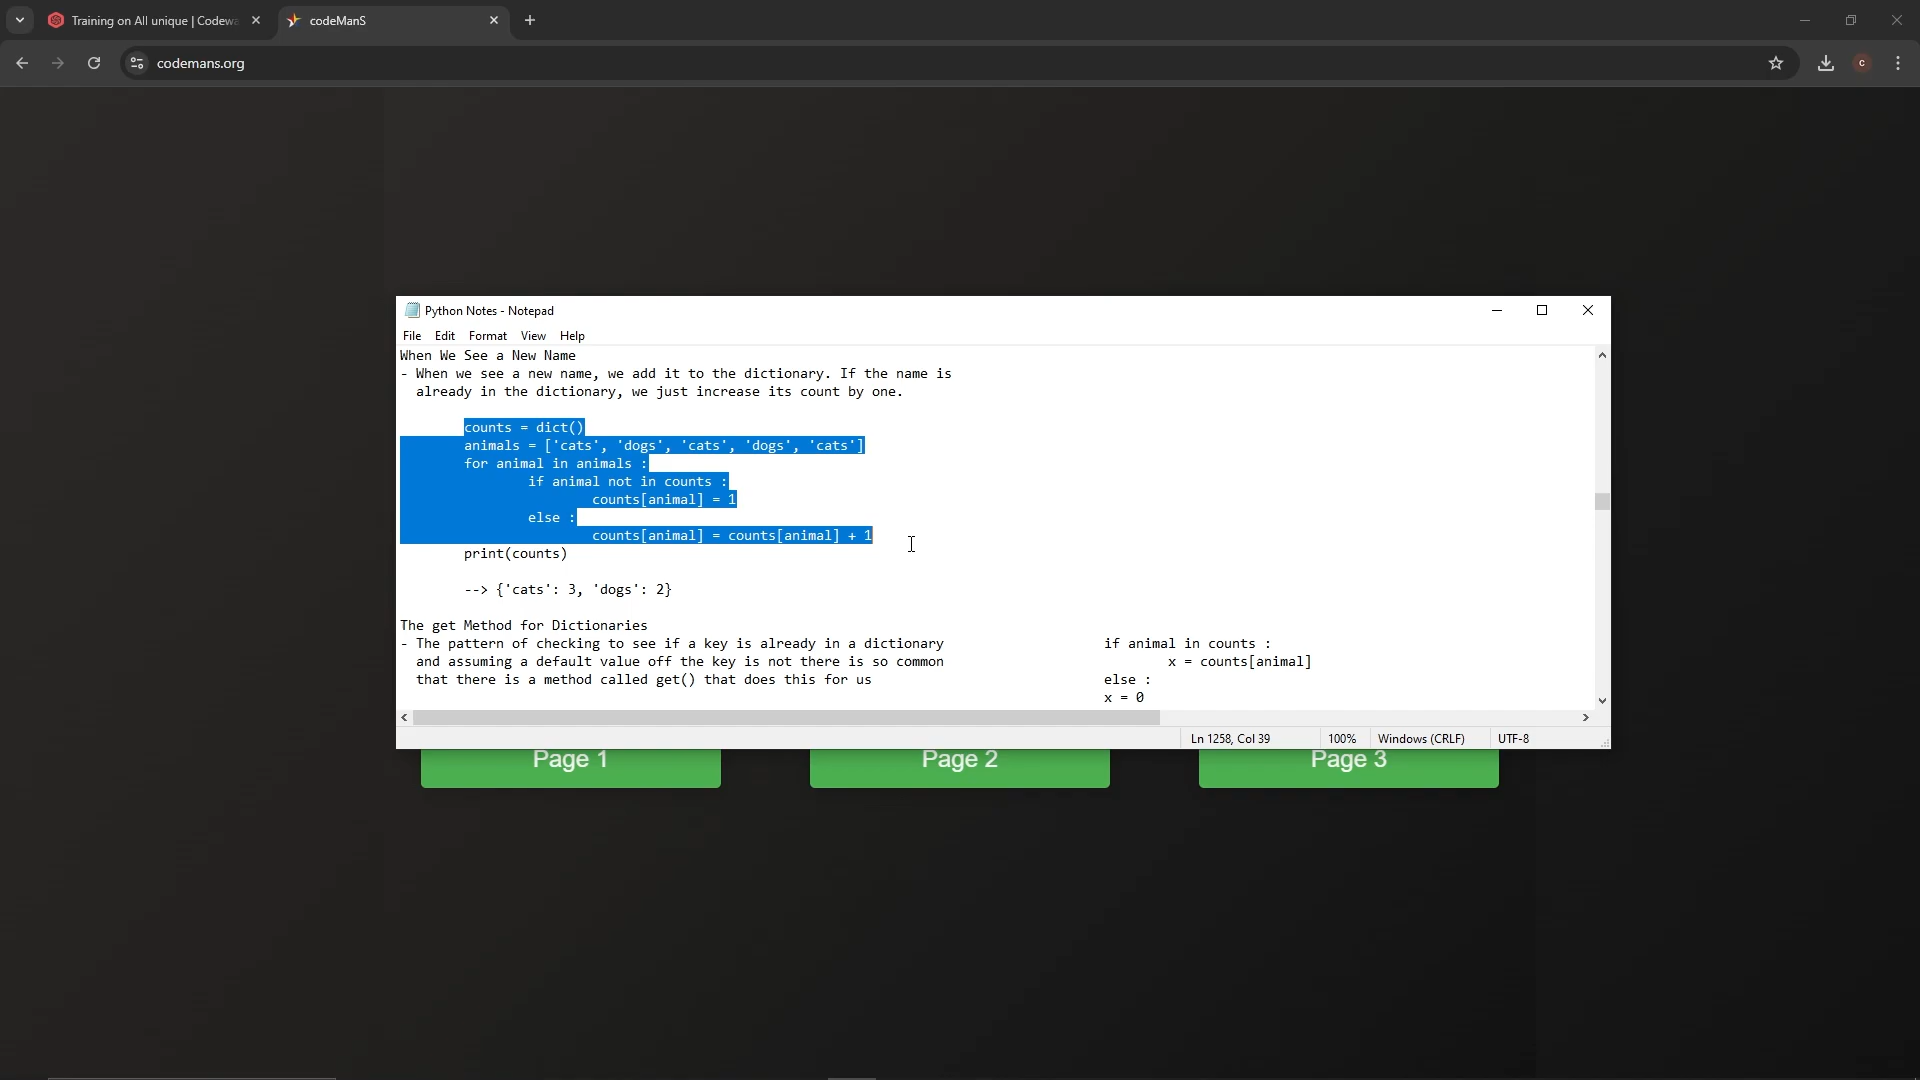 Training on All unique | Codewa
codeManS
codemans.org
c
Python Notes - Notepad
File Edit Format View Help
When We See a New Name
- When we see a new name, we add it to the dictionary. If the name is
already in the dictionary, we just increase its count by one.
counts = dict()
animals = ['cats', 'dogs', 'cats', 'dogs', 'cats']
for animal in animals :
if animal not in counts :
counts[animal] = 1
else :
counts[animal] = counts[animal] + 1
print(counts)
--> {'cats': 3, 'dogs': 2}
The get Method for Dictionaries
- The pattern of checking to see if a key is already in a dictionary
and assuming a default value off the key is not there is so common
that there is a method called get() that does this for us
if animal in counts :
x = counts[animal]
else :
x = 0
Ln 1258, Col 39 100% Windows (CRLF) UTF-8
Page 1 Page 2 Page 3